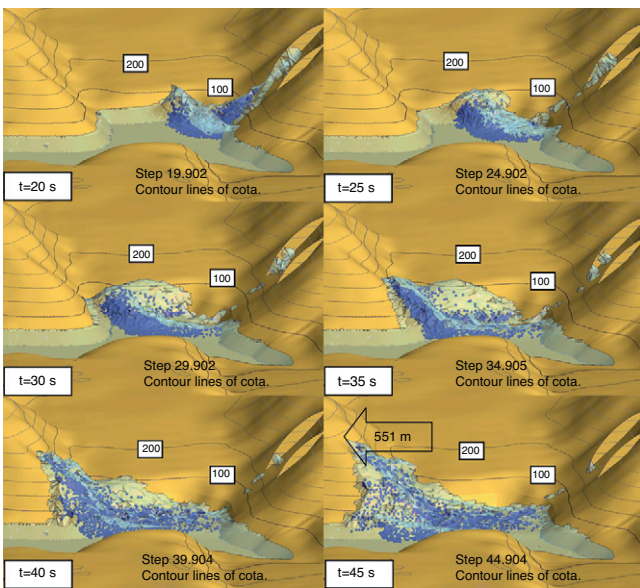 200
100
Step 19.902
Contour lines of cota.
t=20 s
200
100
Step 24.902
Contour lines of cota.
t=25 s
200
100
Step 29.902
Contour lines of cota.
t=30 s
200
100
Step 34.905
Contour lines of cota.
t=35 s
200
100
Step 39.904
Contour lines of cota.
t=40 s
551 m
200
100
Step 44.904
Contour lines of cota.
t=45 s